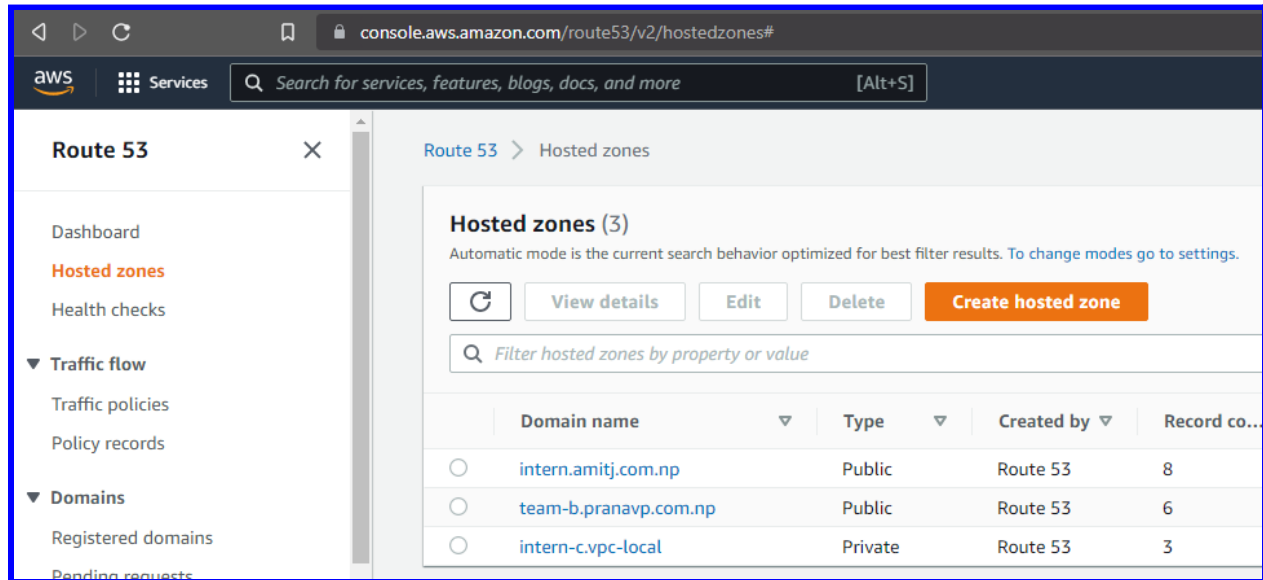 console.aws.amazon.com/route53/v2/hostedzones#
aws Services Search for services, features, blogs, docs, and more [Alt+S]
Route 53
Dashboard
Hosted zones
Health checks
Traffic flow
Traffic policies
Policy records
Domains
Registered domains
Pending requests
Route 53 > Hosted zones
Hosted zones (3)
Automatic mode is the current search behavior optimized for best filter results. To change modes go to settings.
View details Edit Delete Create hosted zone
Filter hosted zones by property or value
Domain name Type Created by Record co...
intern.amitj.com.np Public Route 53 8
team-b.pranavp.com.np Public Route 53 6
intern-c.vpc-local Private Route 53 3